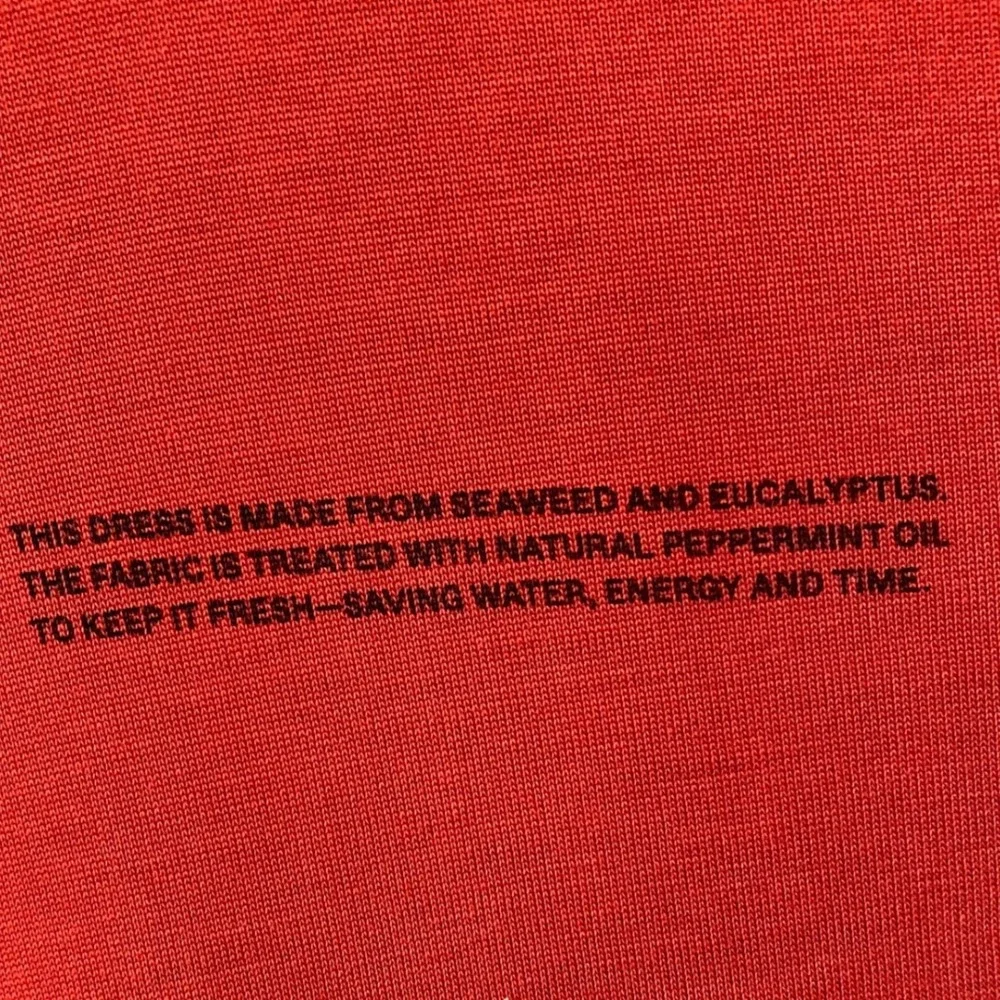 THIS DRESS IS MADE FROM SEAWEED AND EUCALYPTUS.
THE FABRIC IS TREATED WITH NATURAL PEPPERMINT OIL
TO KEEP IT FRESH—SAVING WATER, ENERGY AND TIME.